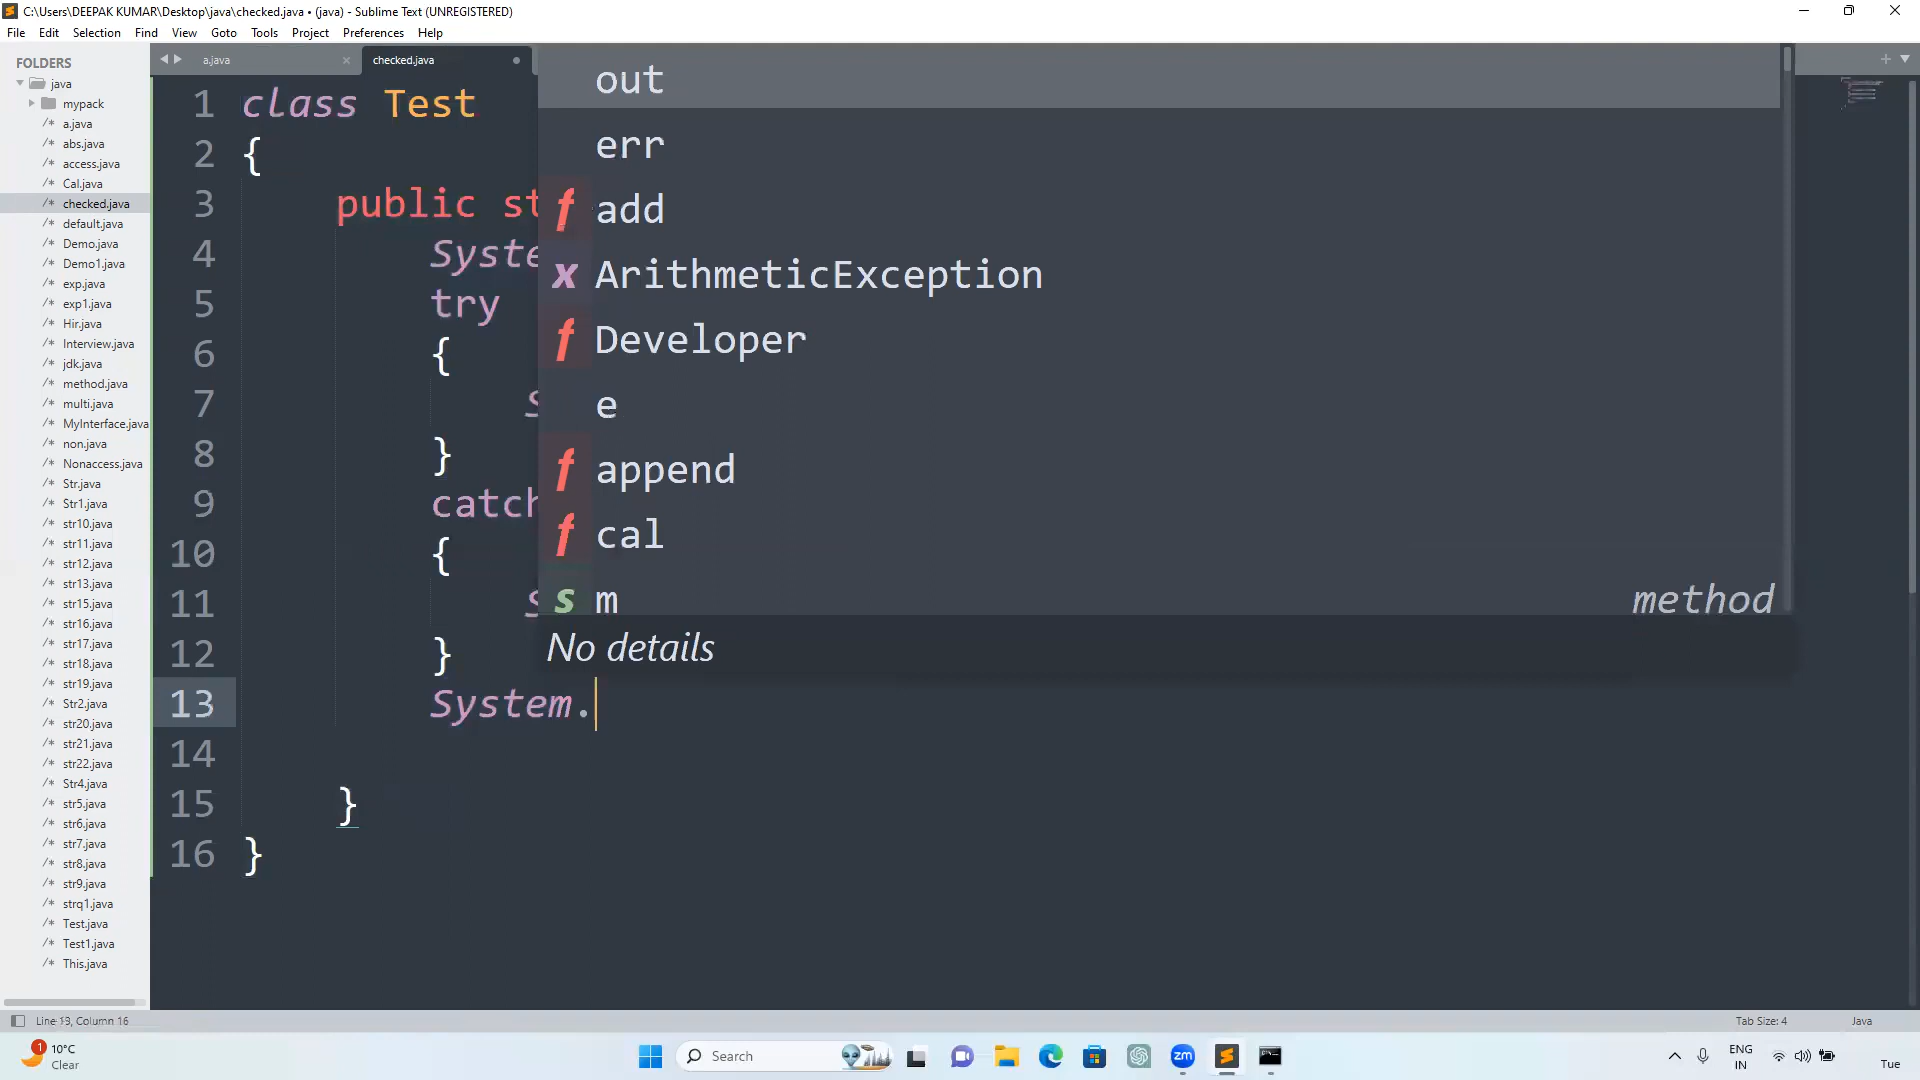 C:\Users\DEEPAK KUMAR\Desktop\java\checked.java • (java) - Sublime Text (UNREGISTERED)
File Edit Selection Find View Goto Tools Project Preferences Help
FOLDERS
java
mypack
/* a.java
/* abs.java
/* access.java
/* Cal.java
/* checked.java
/* default.java
/* Demo.java
/* Demo1.java
/* exp.java
/* exp1.java
/* Hir.java
/* Interview.java
/* jdk.java
/* method.java
/* multi.java
/* MyInterface.java
/* non.java
/* Nonaccess.java
/* Str.java
/* Str1.java
/* str10.java
/* str11.java
/* str12.java
/* str13.java
/* str15.java
/* str16.java
/* str17.java
/* str18.java
/* str19.java
/* Str2.java
/* str20.java
/* str21.java
/* str22.java
/* Str4.java
/* str5.java
/* str6.java
/* str7.java
/* str8.java
/* str9.java
/* strq1.java
/* Test.java
/* Test1.java
/* This.java
a.java checked.java
1 class Test
2 {
3 public st
4 Syste
5 try
6 {
7 S
8 }
9 catch
10 {
11 S
12 }
13 System.
14
15 }
16 }
out
err
f add
x ArithmeticException
f Developer
e
f append
f cal
s m method
No details
Line 13, Column 16 Tab Size: 4 Java
1
10°C
Clear
Search
zm
ENG
IN
Tue